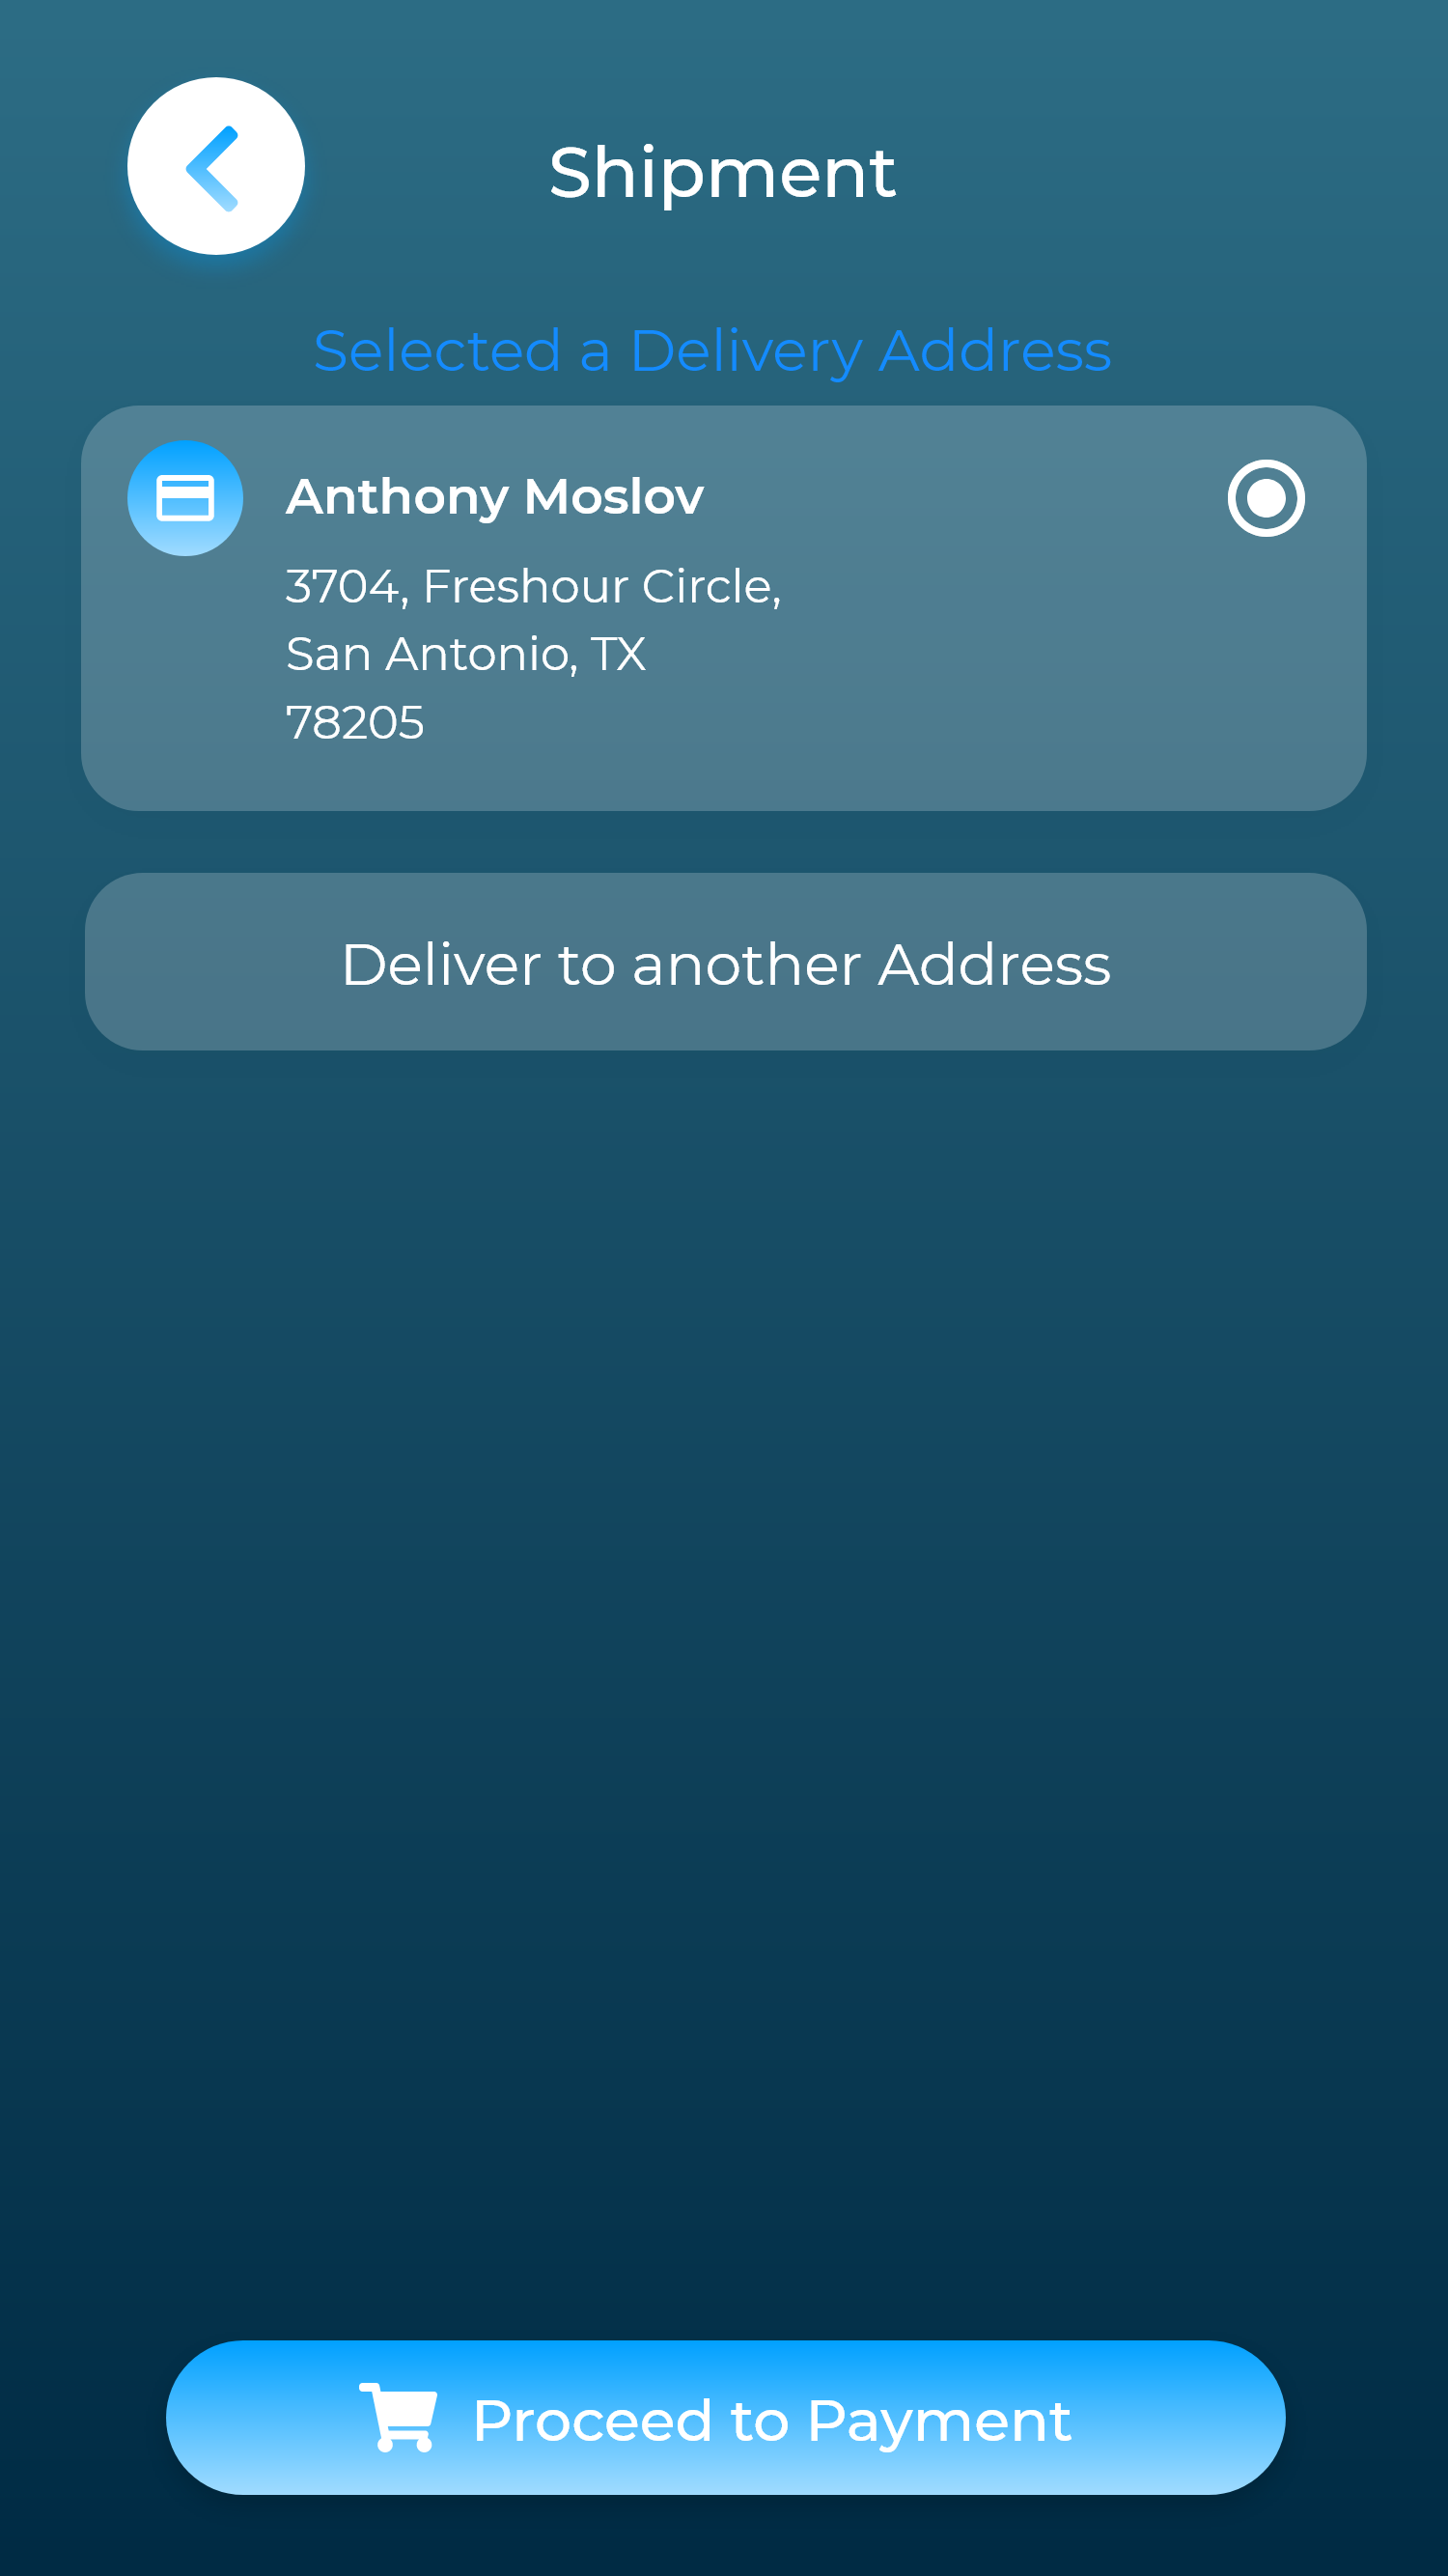 Shipment
Selected a Delivery Address
Anthony Moslov
3704, Freshour Circle,
San Antonio, TX
78205
Deliver to another Address
Proceed to Payment